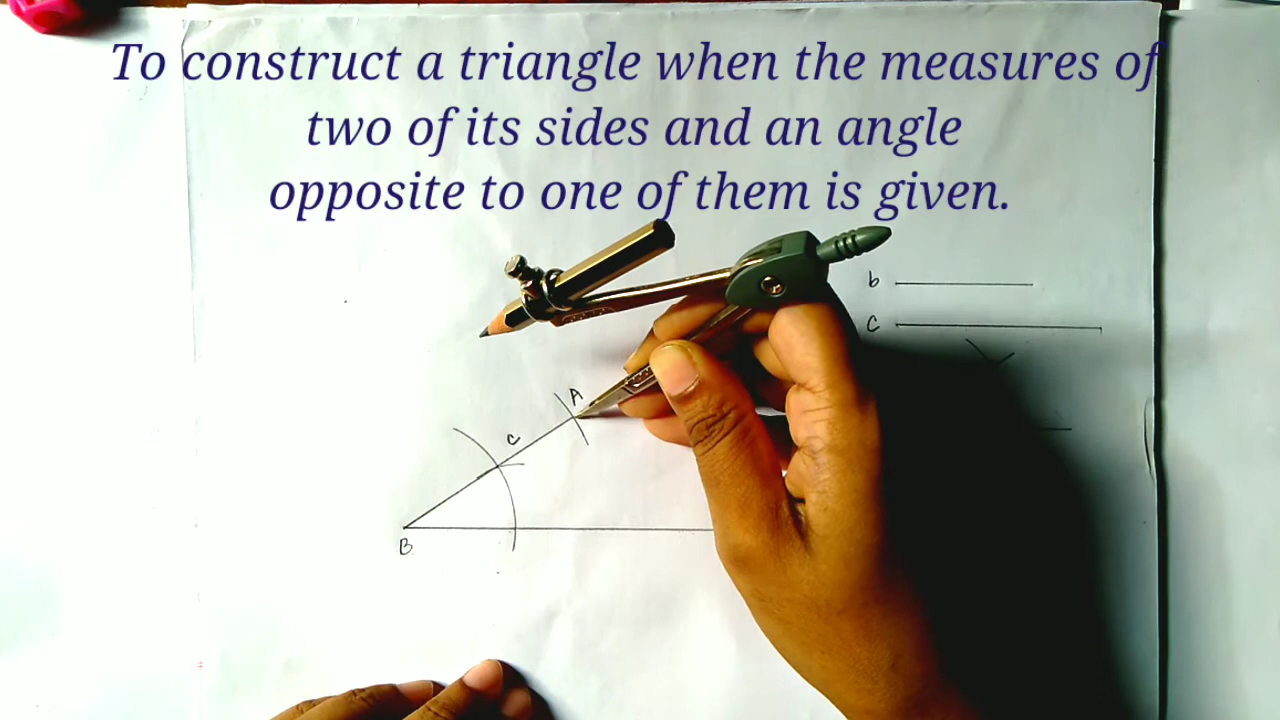 To construct a triangle when the measures of
two of its sides and an angle
opposite to one of them is given.
b
c
A
c
B